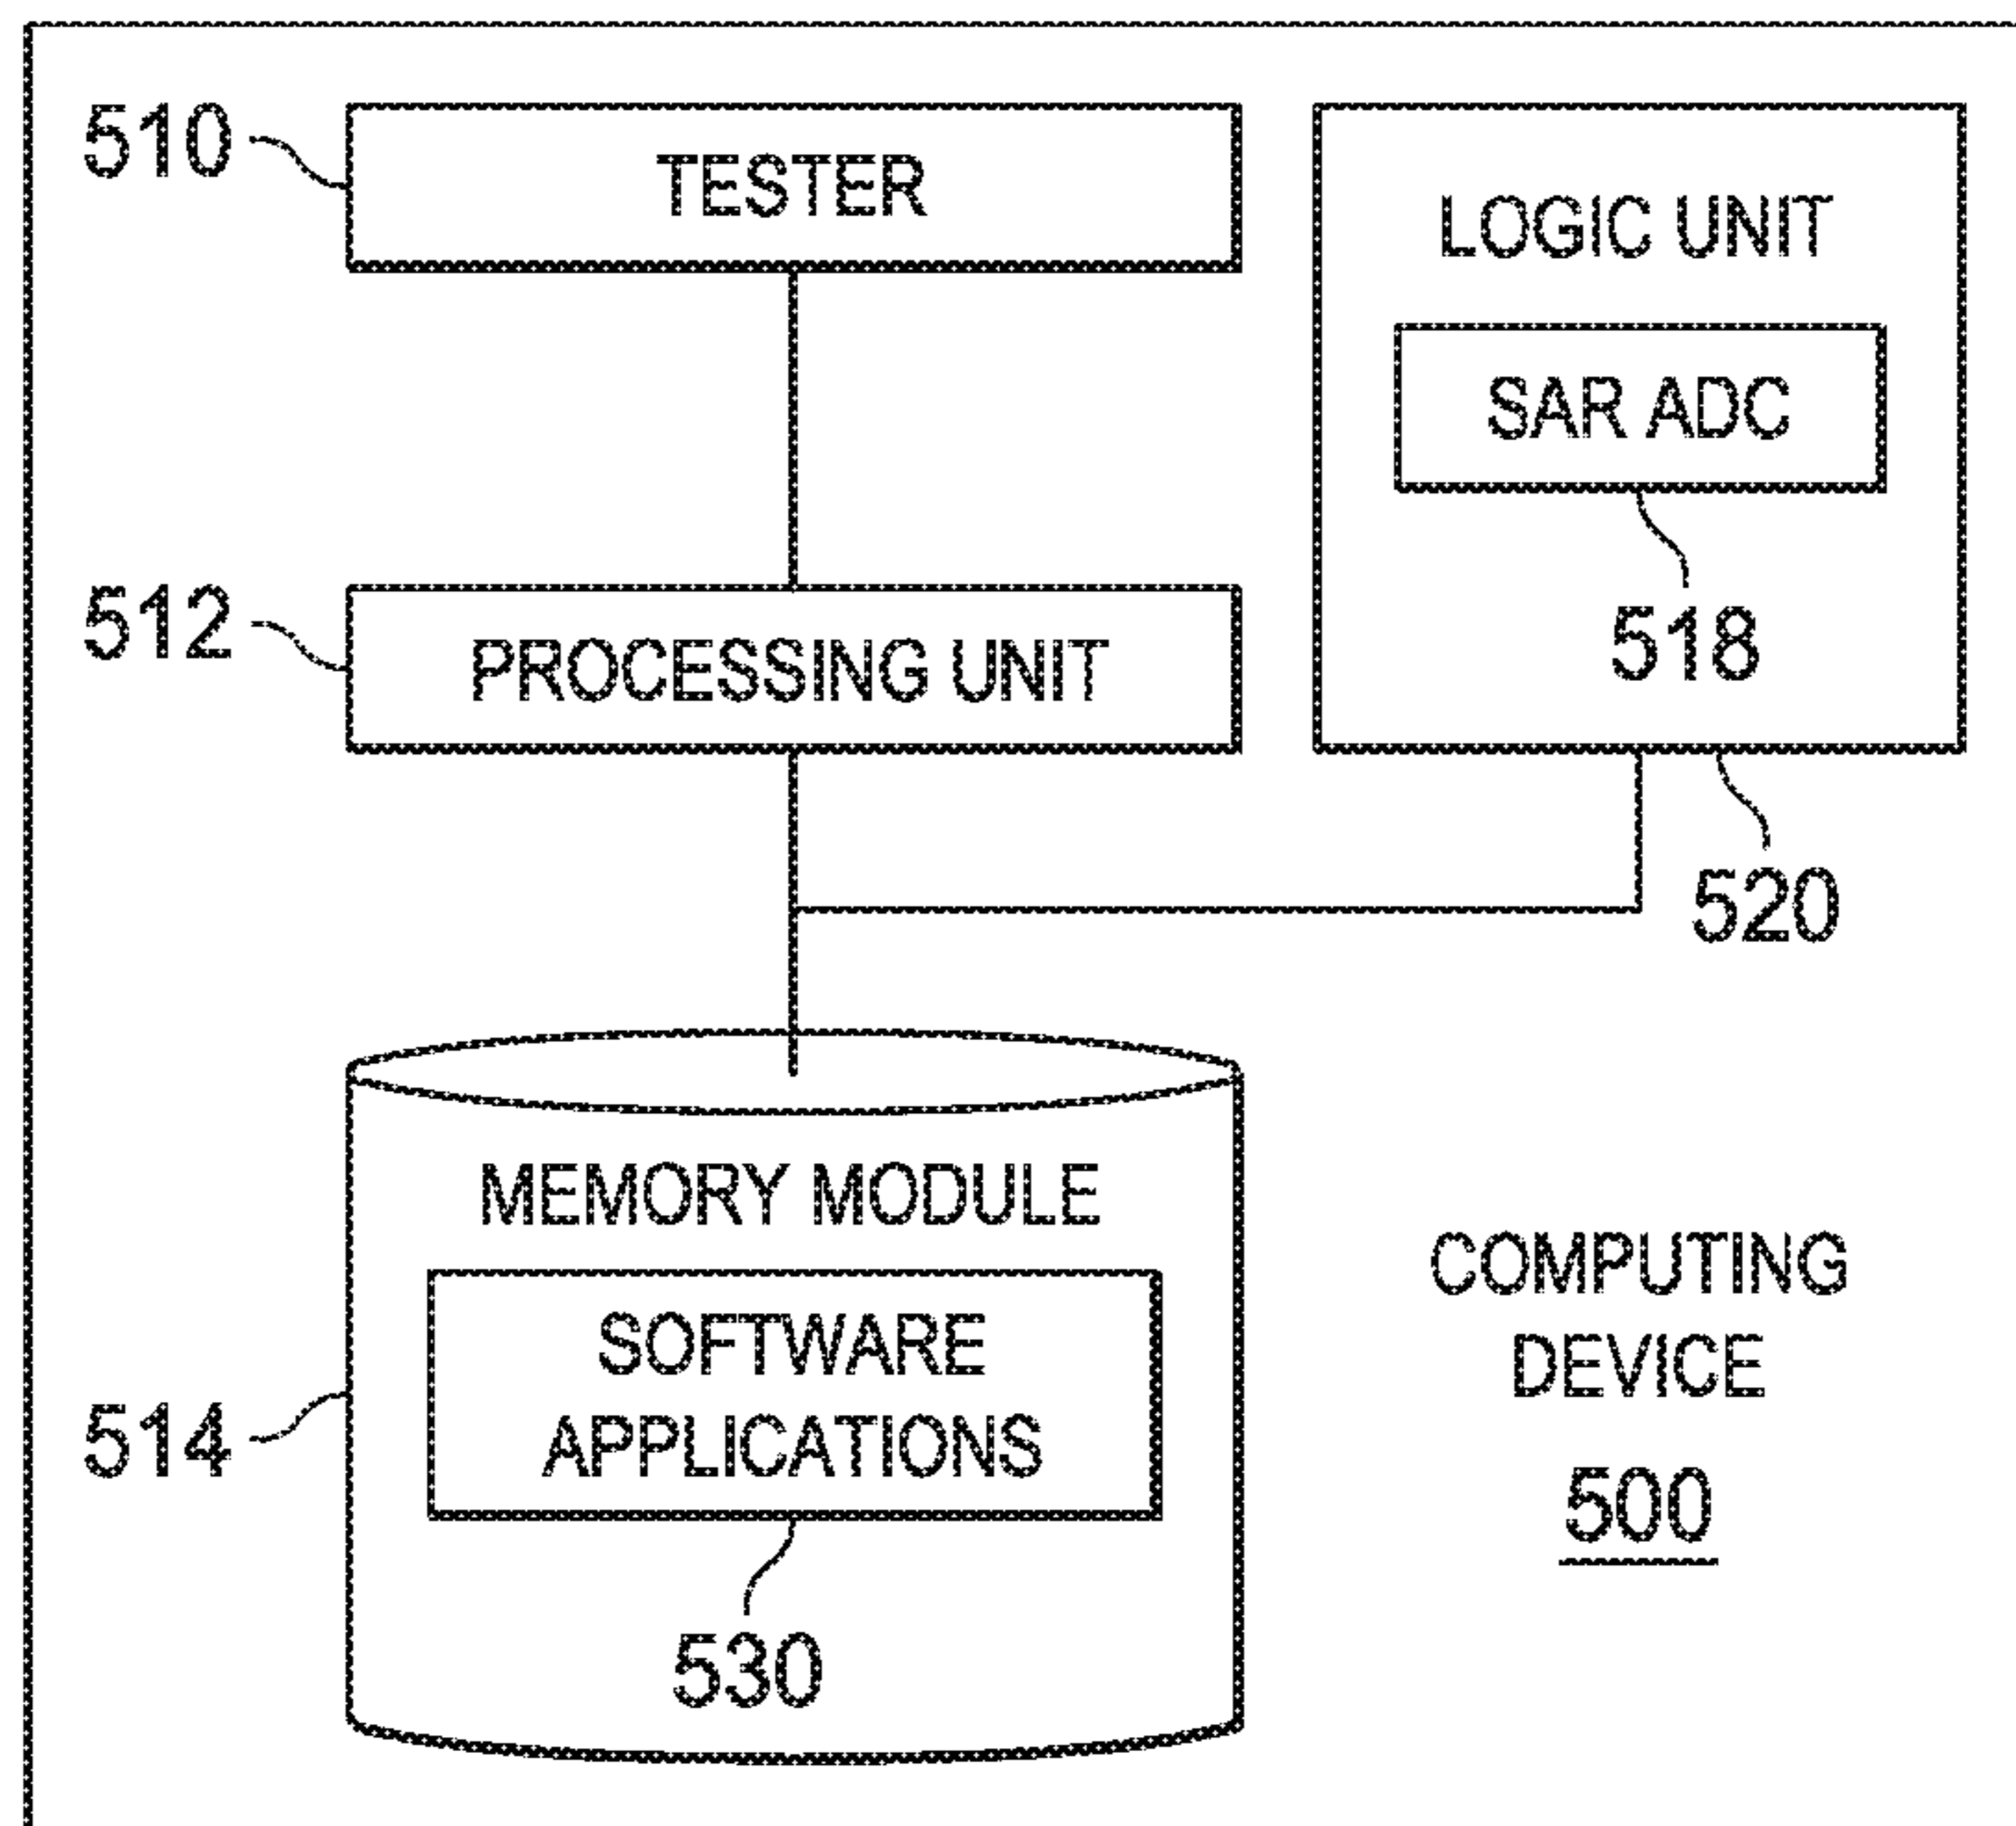 510
TESTER
LOGIC UNIT
SAR ADC
518
512
PROCESSING UNIT
520
MEMORY MODULE
SOFTWARE
APPLICATIONS
514
530
COMPUTING
DEVICE
500